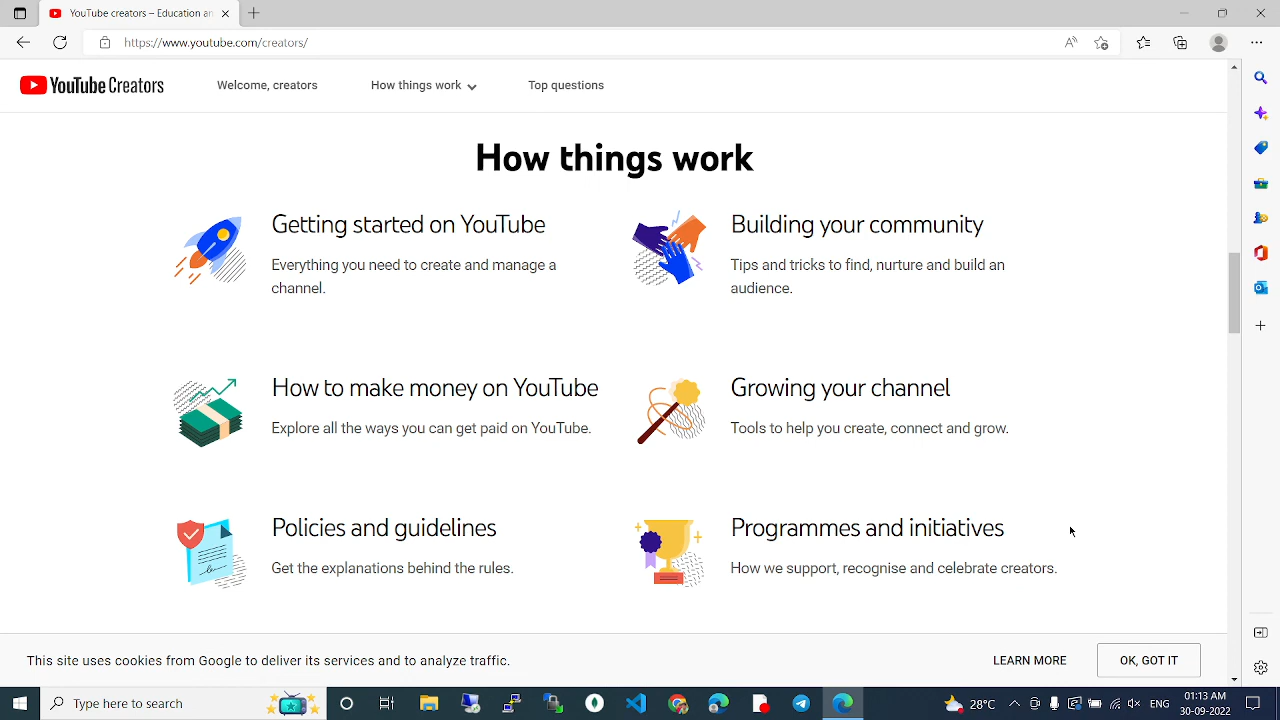 YouTube creators – Education an
https://www.youtube.com/creators/
YouTube Creators
Welcome, creators
How things work
Top questions
How things work
Getting started on YouTube
Everything you need to create and manage a
channel.
Building your community
Tips and tricks to find, nurture and build an
audience.
How to make money on YouTube
Explore all the ways you can get paid on YouTube.
Growing your channel
Tools to help you create, connect and grow.
Policies and guidelines
Get the explanations behind the rules.
Programmes and initiatives
How we support, recognise and celebrate creators.
This site uses cookies from Google to deliver its services and to analyze traffic.
LEARN MORE
OK, GOT IT
Type here to search
28°C
ENG
01:13 AM
30-09-2022